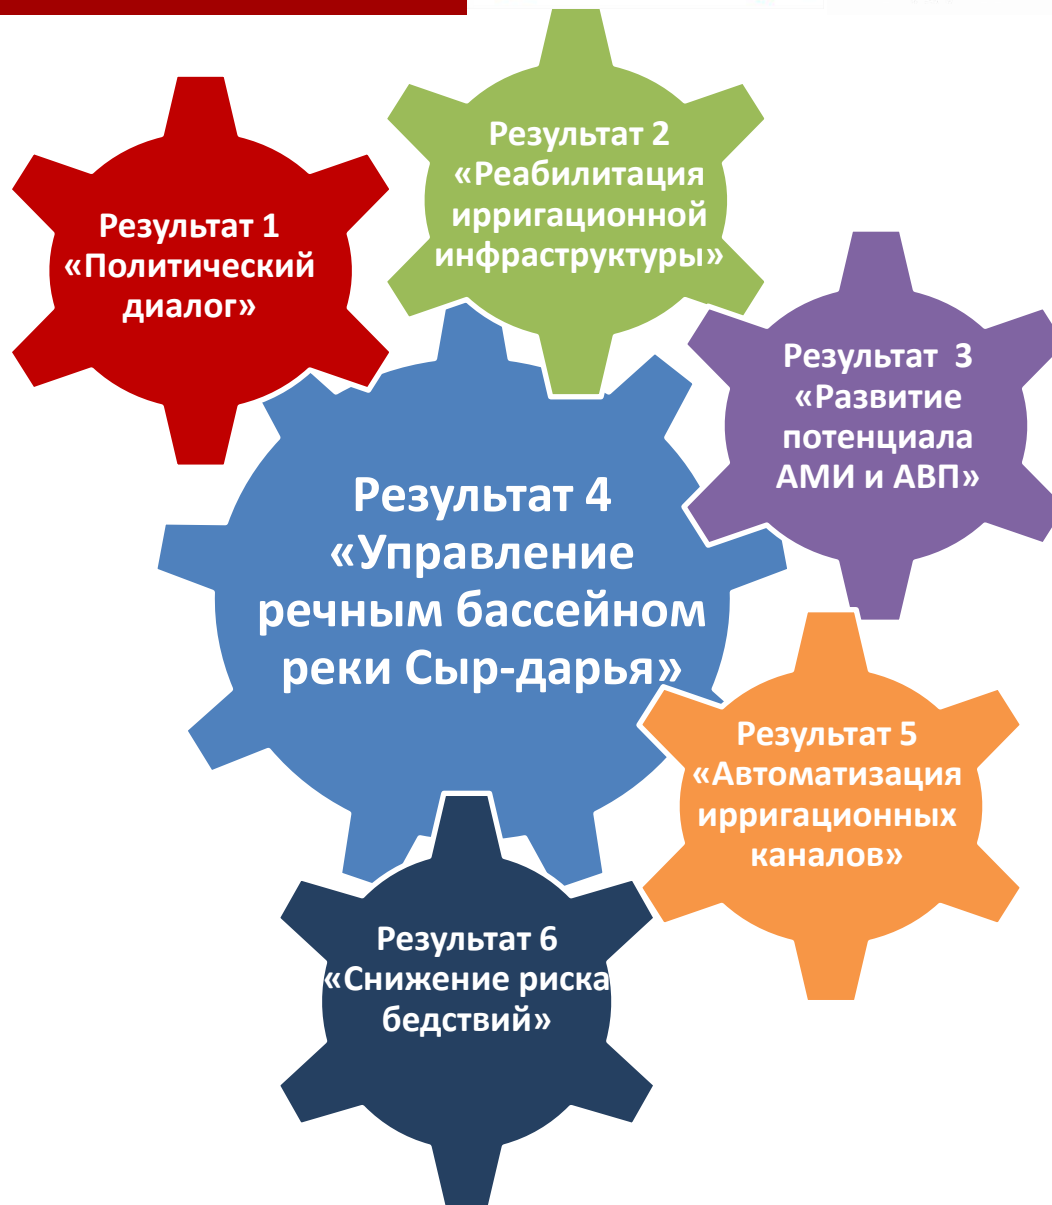 Результат 1
«Политический
диалог»
Результат 2
«Реабилитация
ирригационной
инфраструктуры»
Результат 3
«Развитие
потенциала
АМИ и АВП»
Результат 4
«Управление
речным бассейном
реки Сыр-дарья»
Результат 5
«Автоматизация
ирригационных
каналов»
Результат 6
«Снижение риска
бедствий»